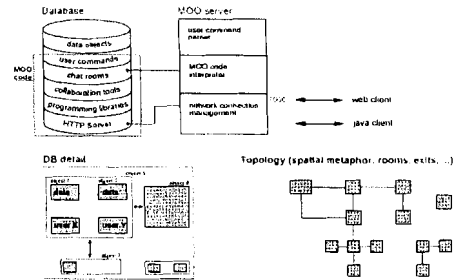 Database
MOO server
data objects
user commands
chat rooms
collaboration tools
programming libraries
HTTP Server
MOO
code
user command
parser
MOO code
interpreter
network connection
management
web client
java client
DB detail
Topology (spatial metaphor, rooms, exits, ...)
data
data
user X
user Y